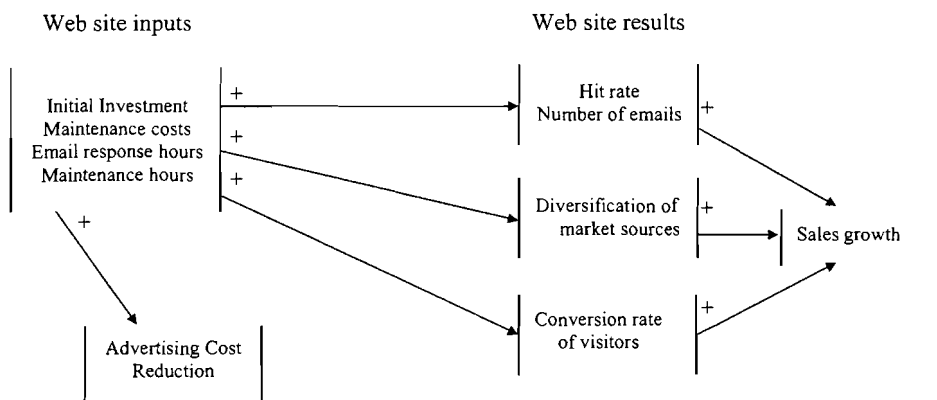 Web site inputs
Web site results
Initial Investment
Maintenance costs
Email response hours
Maintenance hours
+
+
+
+
Hit rate
Number of emails
+
Diversification of
market sources
+
Conversion rate
of visitors
+
Sales growth
Advertising Cost
Reduction